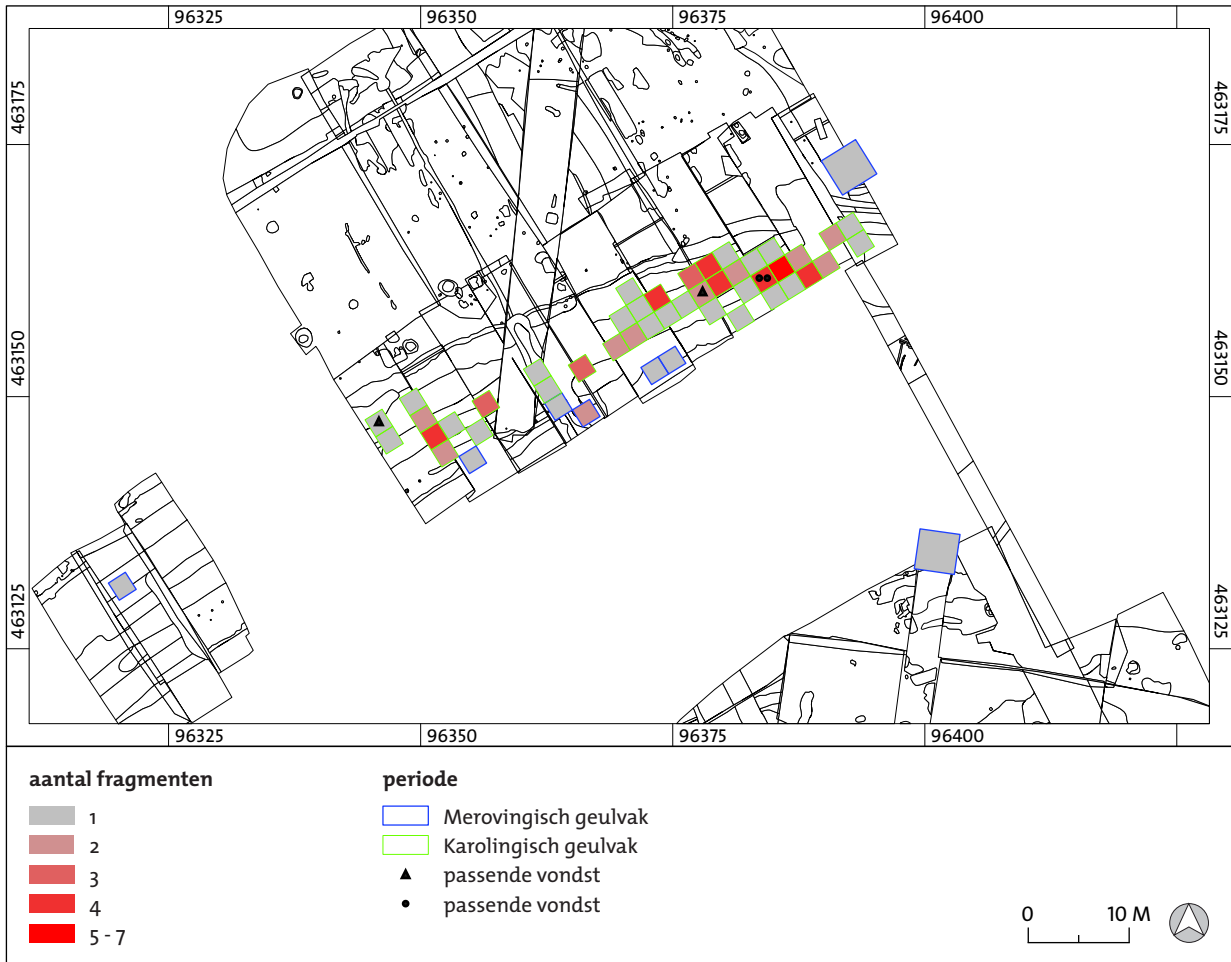 96325 96350 96375 96400
463175 463175
463150 463150
463125 463125
96325 96350 96375 96400
aantal fragmenten
1
2
3
4
5 - 7
periode
Merovingisch geulvak
Karolingisch geulvak
passende vondst
passende vondst
0 10 M